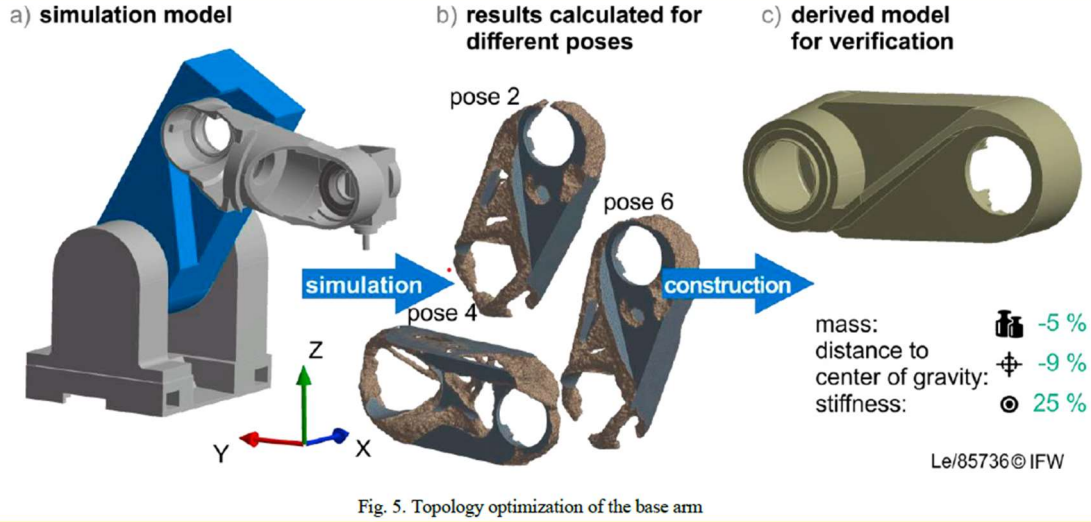 a) simulation model
b) results calculated for
different poses
c) derived model
for verification
pose 2
pose 6
simulation
construction
pose 4
Z
Y
X
mass:
-5 %
distance to
center of gravity:
-9 %
stiffness:
25 %
Le/85736 © IFW
Fig. 5. Topology optimization of the base arm